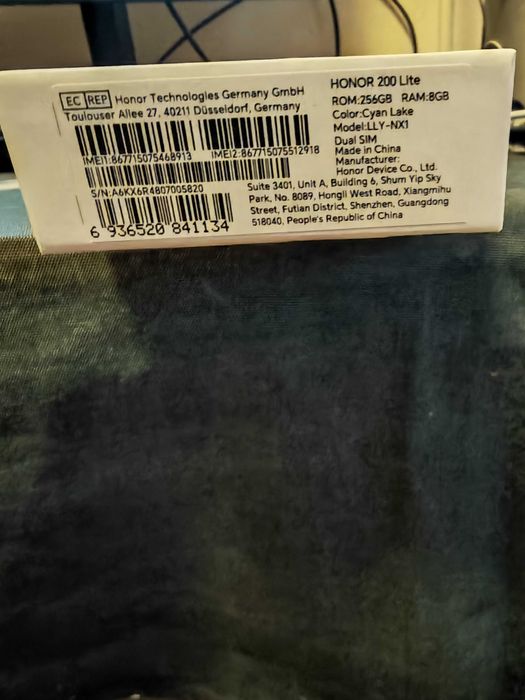 EC REP Honor Technologies Germany GmbH
Toulouser Allee 27, 40211 Düsseldorf, Germany
IMEI1:867715075468913 IMEI2:867715075512918
S/N:A6KX6R4807005820
6 936520 841134
HONOR 200 Lite
ROM:256GB RAM:8GB
Color:Cyan Lake
Model:LLY-NX1
Dual SIM
Made in China
Manufacturer:
Honor Device Co., Ltd.
Suite 3401, Unit A, Building 6, Shum Yip Sky
Park, No. 8089, Hongli West Road, Xiangmihu
Street, Futian District, Shenzhen, Guangdong
518040, People's Republic of China